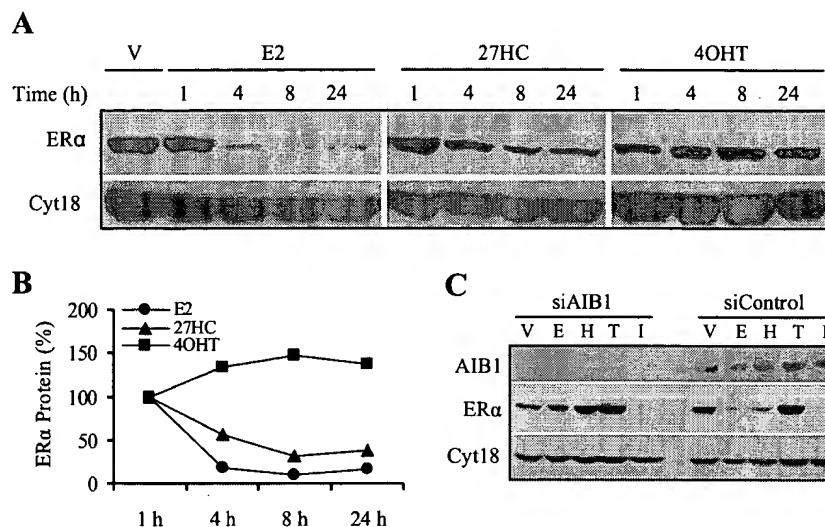 A
V E2 27HC 4OHT
Time (h) 1 4 8 24 1 4 8 24 1 4 8 24
ERα
Cyt18
B
200
150
100
50
0
ERα Protein (%)
E2
27HC
4OHT
1 h 4 h 8 h 24 h
C
siAIB1 siControl
V E H T I V E H T I
AIB1
ERα
Cyt18